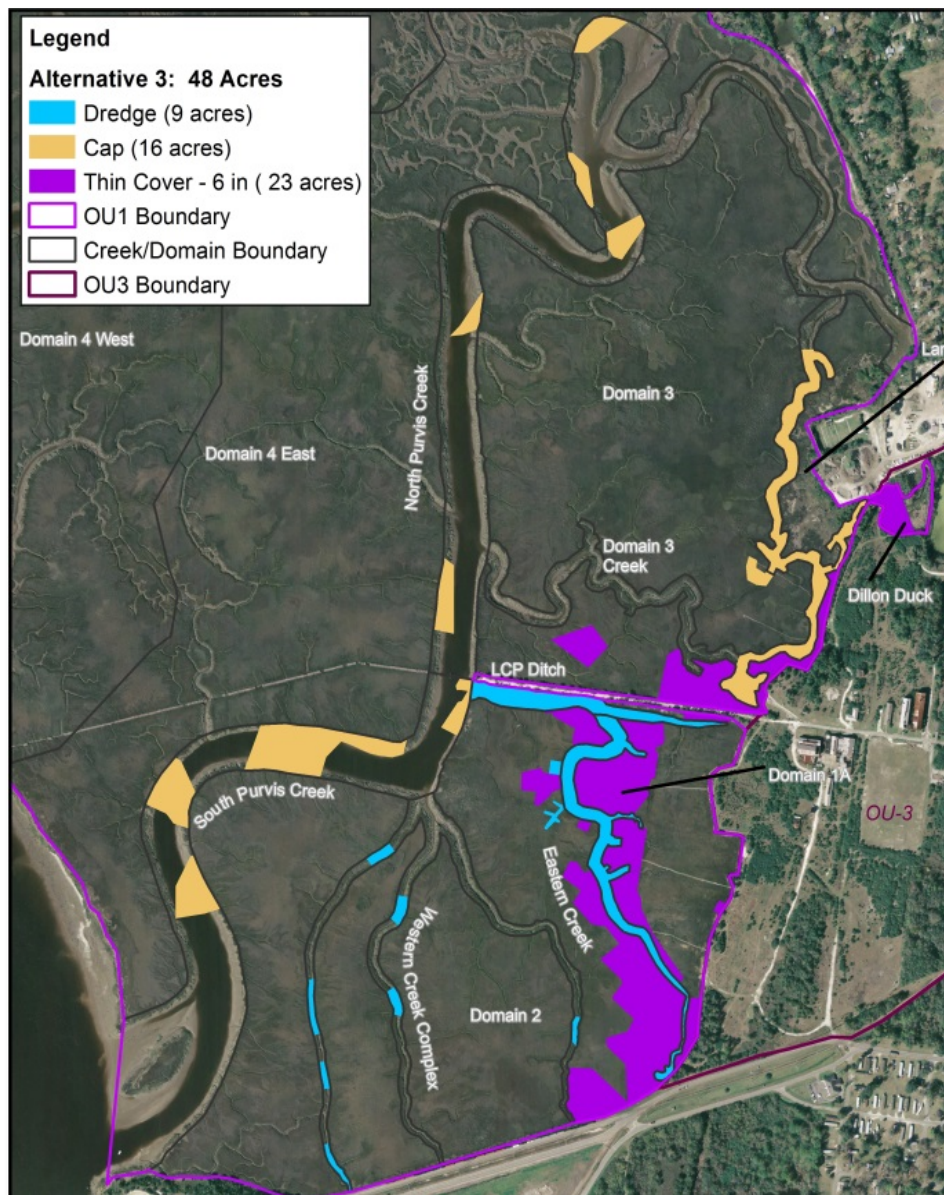 Legend
Alternative 3: 48 Acres
Dredge (9 acres)
Cap (16 acres)
Thin Cover - 6 in ( 23 acres)
OU1 Boundary
Creek/Domain Boundary
OU3 Boundary
Domain 4 West
Lan
Domain 3
North Purvis Creek
Domain 4 East
Domain 3
Creek
Dillon Duck
LCP Ditch
Domain 1A
South Purvis Creek
OU-3
Eastern Creek
Western Creek Complex
Domain 2